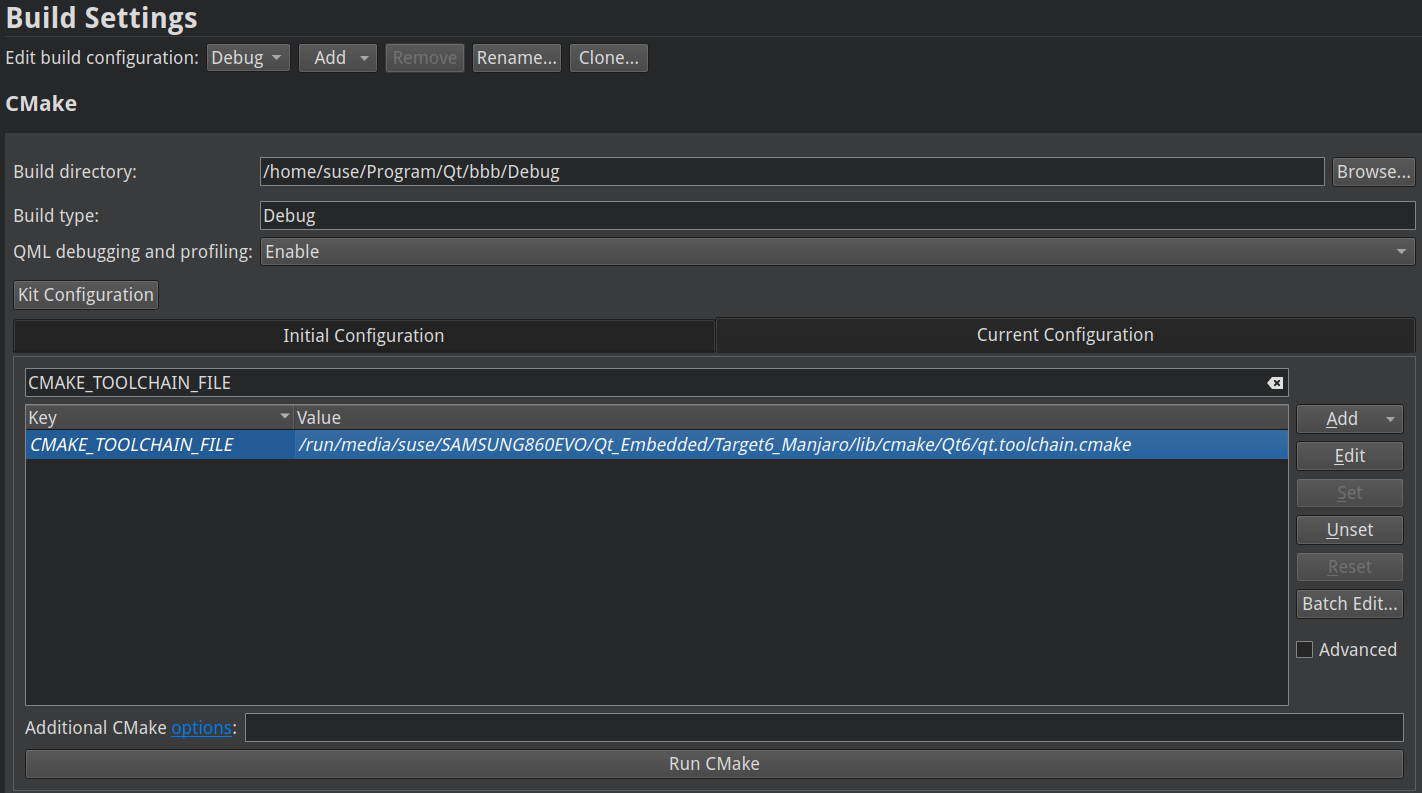 Build Settings
Edit build configuration: Debug Add Remove Rename... Clone...
CMake
Build directory: /home/suse/Program/Qt/bbb/Debug Browse...
Build type: Debug
QML debugging and profiling: Enable
Kit Configuration
Initial Configuration Current Configuration
CMAKE_TOOLCHAIN_FILE
Key Value Add
CMAKE_TOOLCHAIN_FILE /run/media/suse/SAMSUNG860EVO/Qt_Embedded/Target6_Manjaro/lib/cmake/Qt6/qt.toolchain.cmake
Edit
Set
Unset
Reset
Batch Edit...
Advanced
Additional CMake options:
Run CMake